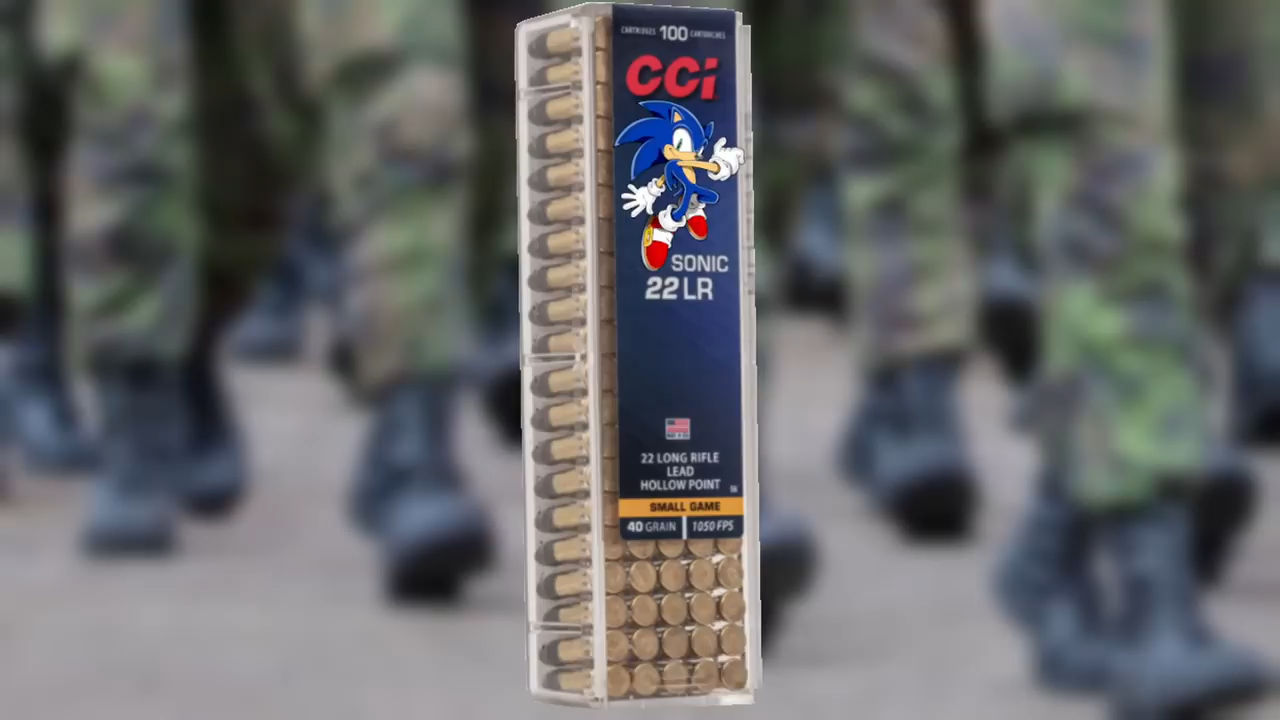 CARTRIDGES 100 CARTOUCHES
CCi
SONIC
22 LR
22 LONG RIFLE
LEAD
HOLLOW POINT
56
SMALL GAME
40 GRAIN 1050 FPS